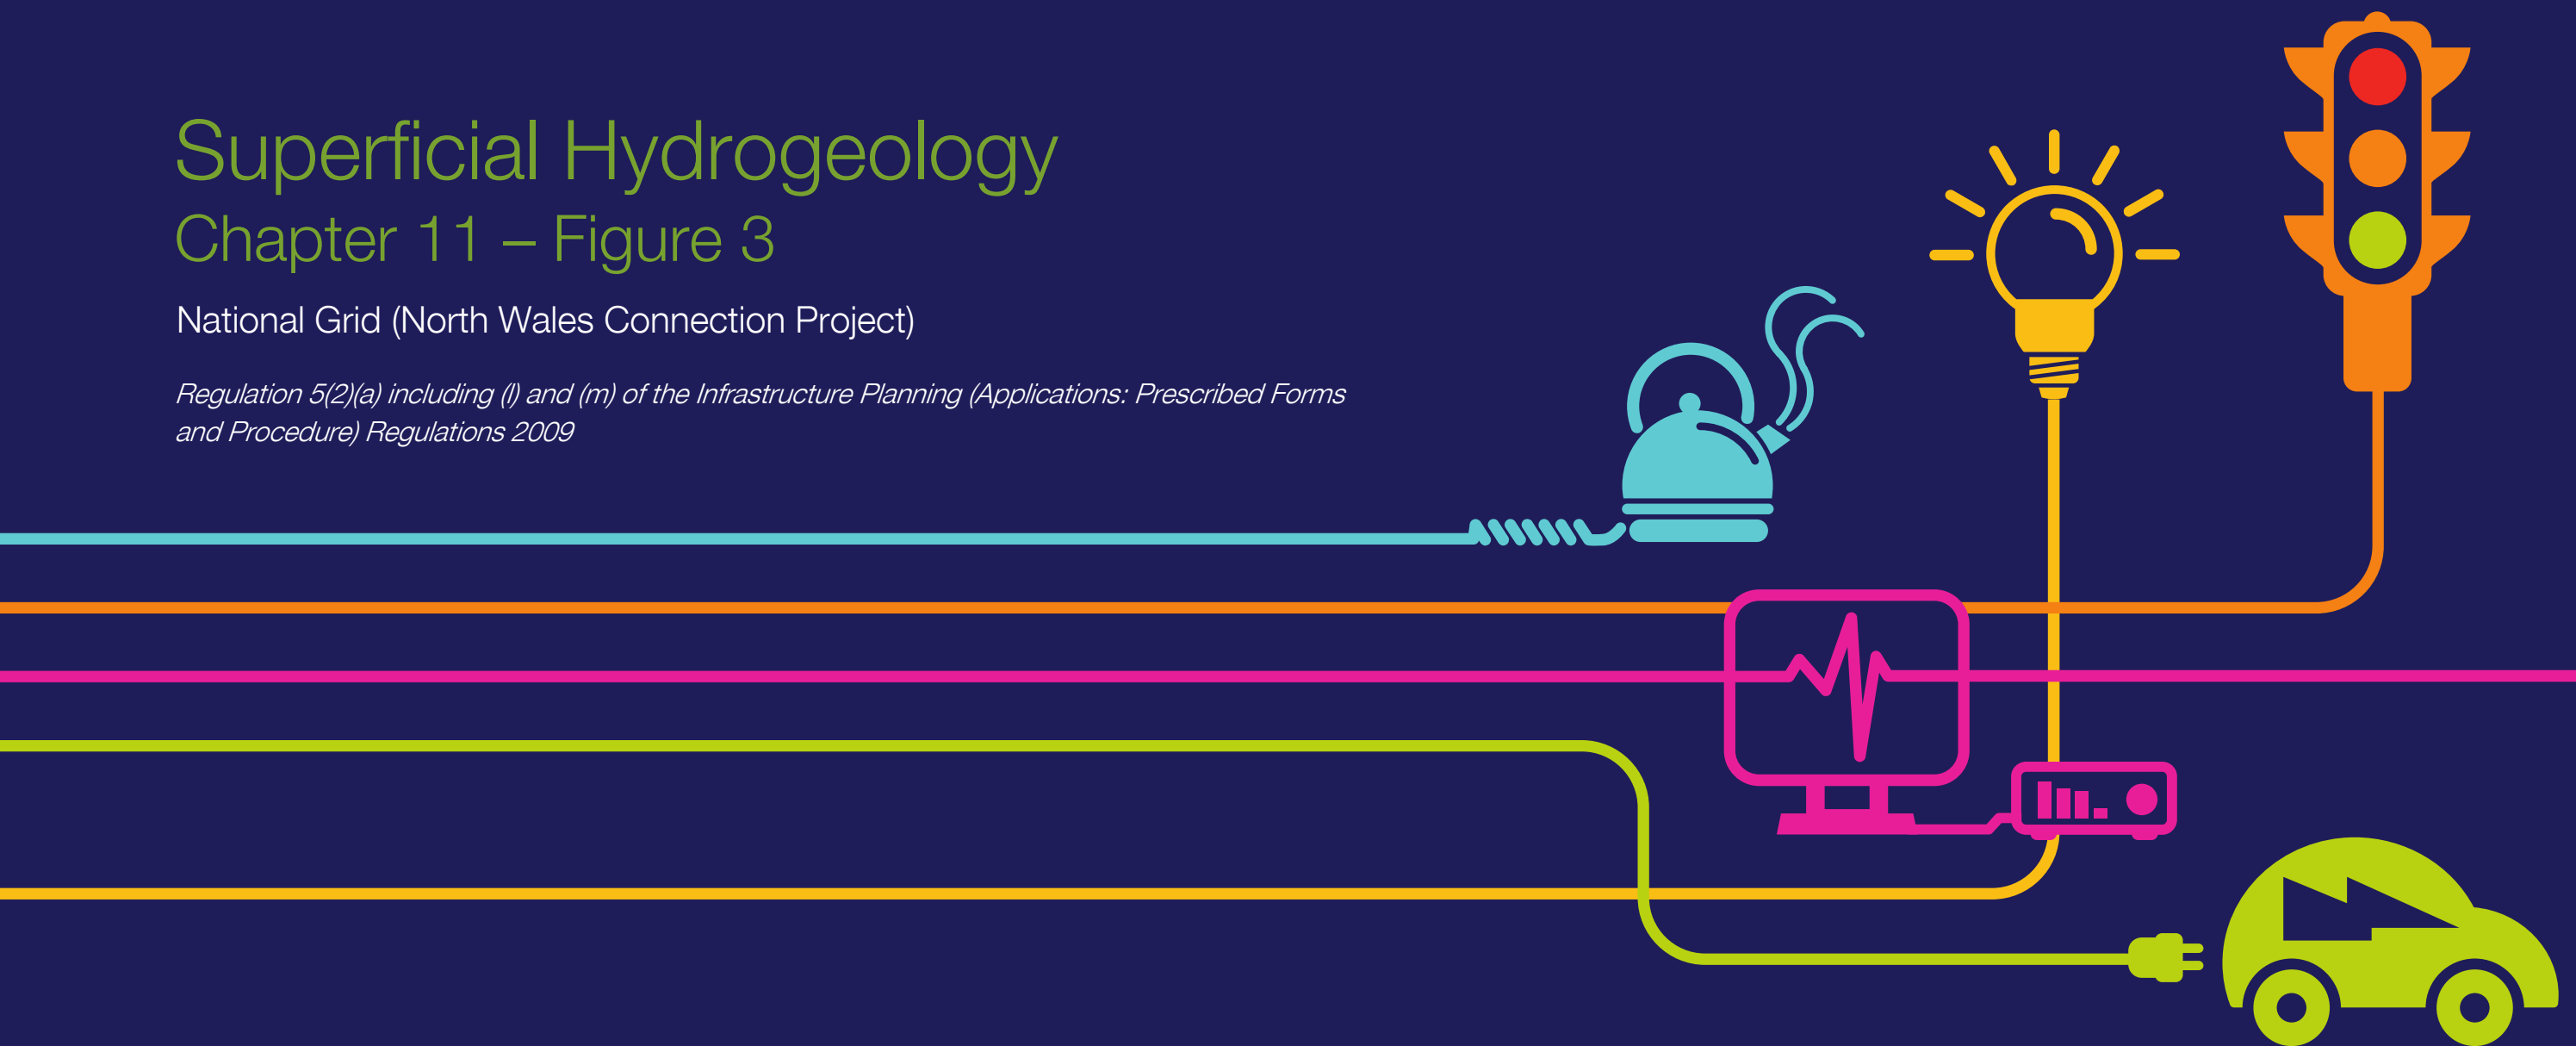 Superficial Hydrogeology
Chapter 11 – Figure 3
National Grid (North Wales Connection Project)
Regulation 5(2)(a) including (l) and (m) of the Infrastructure Planning (Applications: Prescribed Forms
and Procedure) Regulations 2009